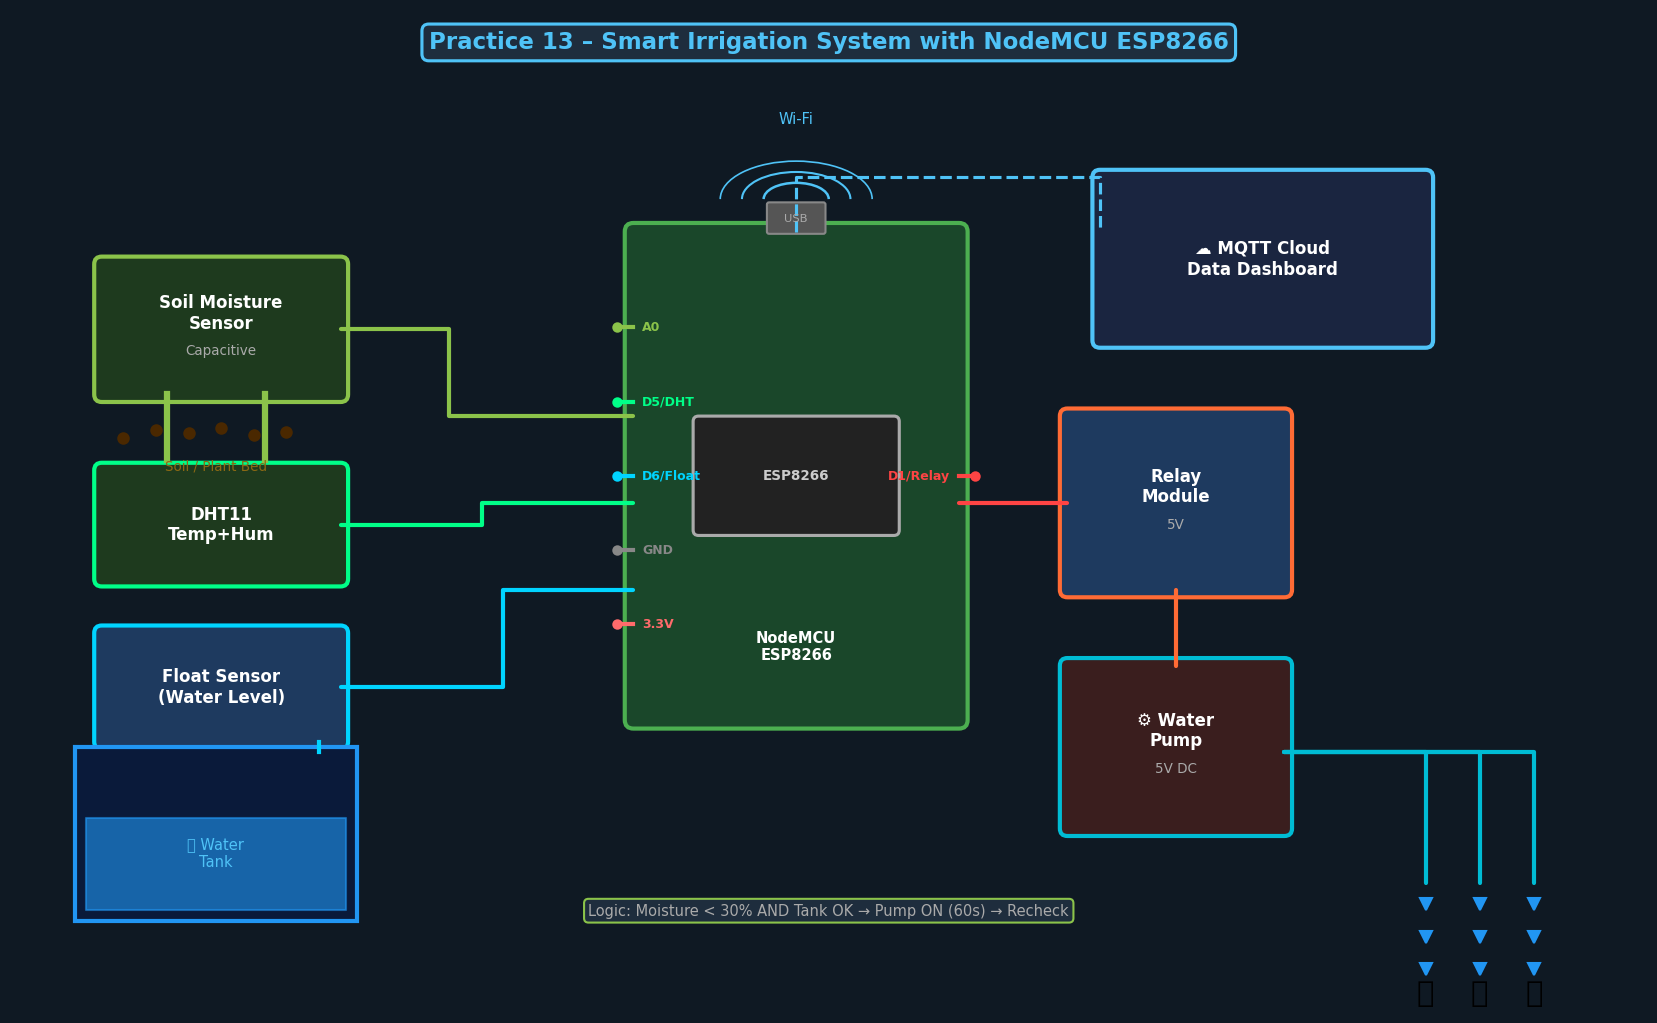 Practice 13 – Smart Irrigation System with NodeMCU ESP8266
Wi-Fi
USB
☁ MQTT Cloud
Data Dashboard
Soil Moisture
Sensor
Capacitive
Soil / Plant Bed
DHT11
Temp+Hum
Float Sensor
(Water Level)
Water
Tank
A0
D5/DHT
D6/Float
GND
3.3V
ESP8266
D1/Relay
NodeMCU
ESP8266
Relay
Module
5V
⚙ Water
Pump
5V DC
Logic: Moisture < 30% AND Tank OK → Pump ON (60s) → Recheck